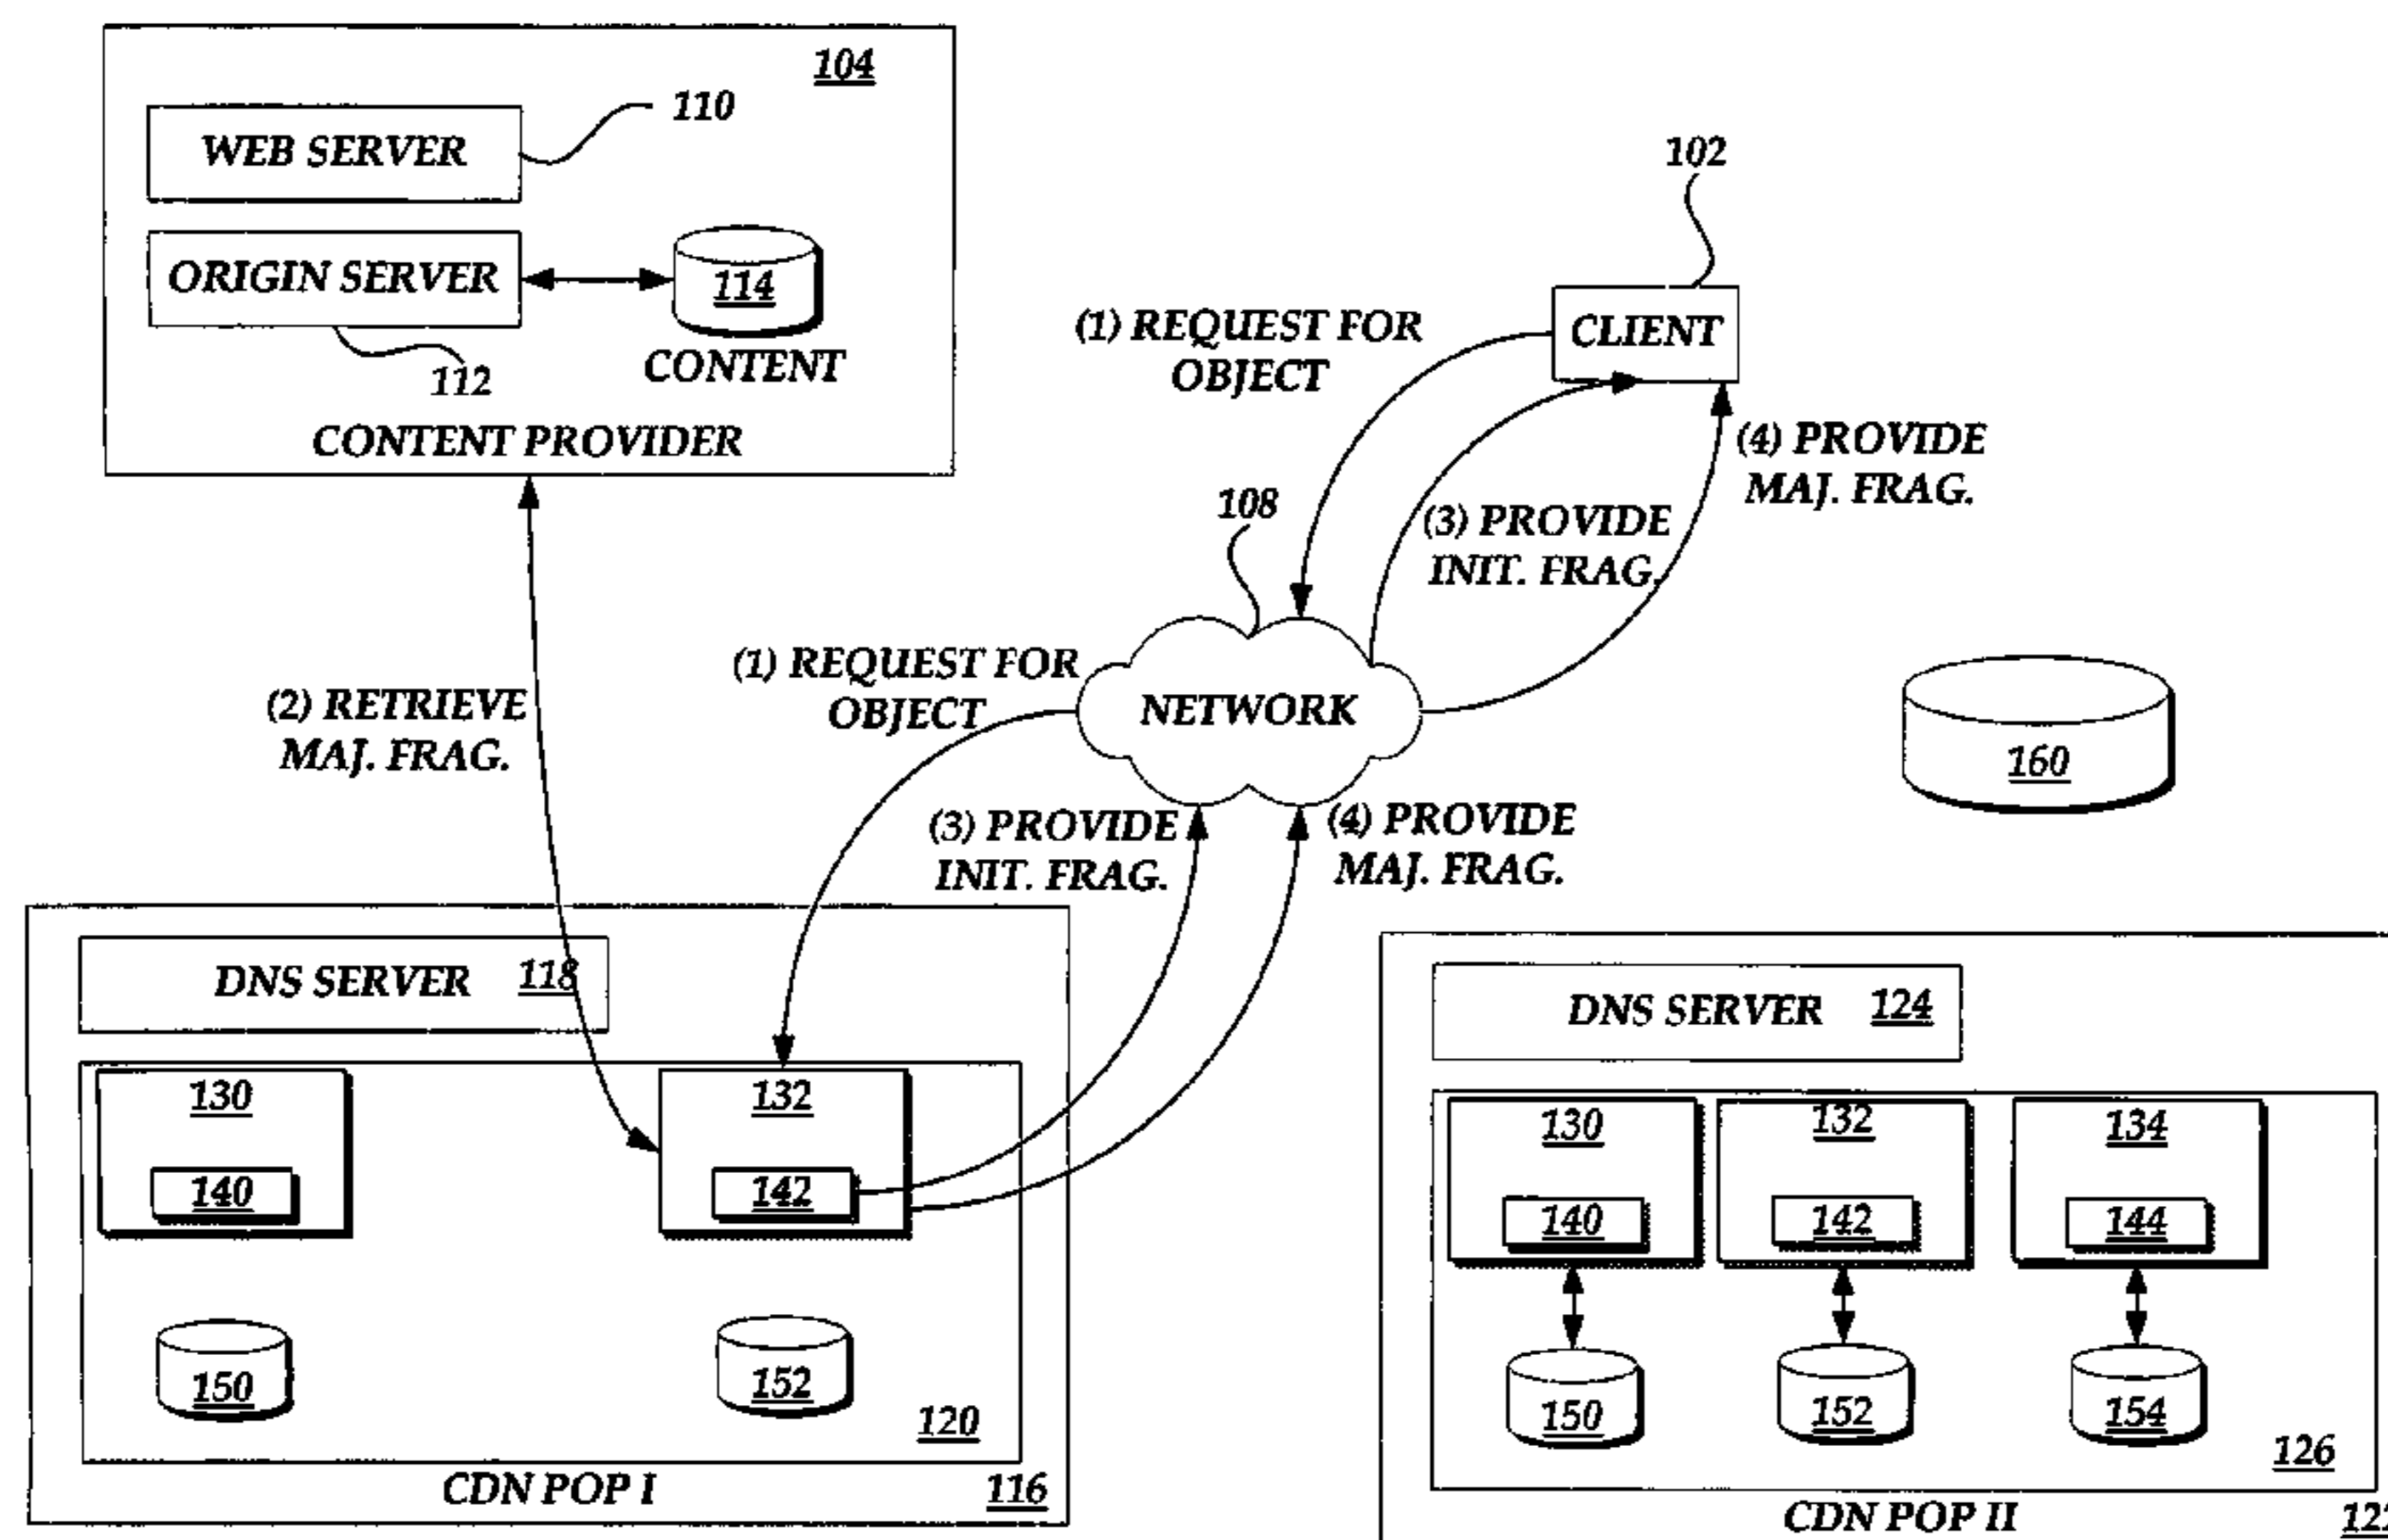 104
WEB SERVER
110
ORIGIN SERVER
114
CONTENT
112
CONTENT PROVIDER
102
CLIENT
(1) REQUEST FOR
OBJECT
(4) PROVIDE
MAJ. FRAG.
(3) PROVIDE
INIT. FRAG.
108
NETWORK
(1) REQUEST FOR
OBJECT
(2) RETRIEVE
MAJ. FRAG.
160
(3) PROVIDE
INIT. FRAG.
(4) PROVIDE
MAJ. FRAG.
DNS SERVER 118
130
140
132
142
150
152
120
CDN POP I
116
DNS SERVER 124
130
140
132
142
134
144
150
152
154
126
CDN POP II